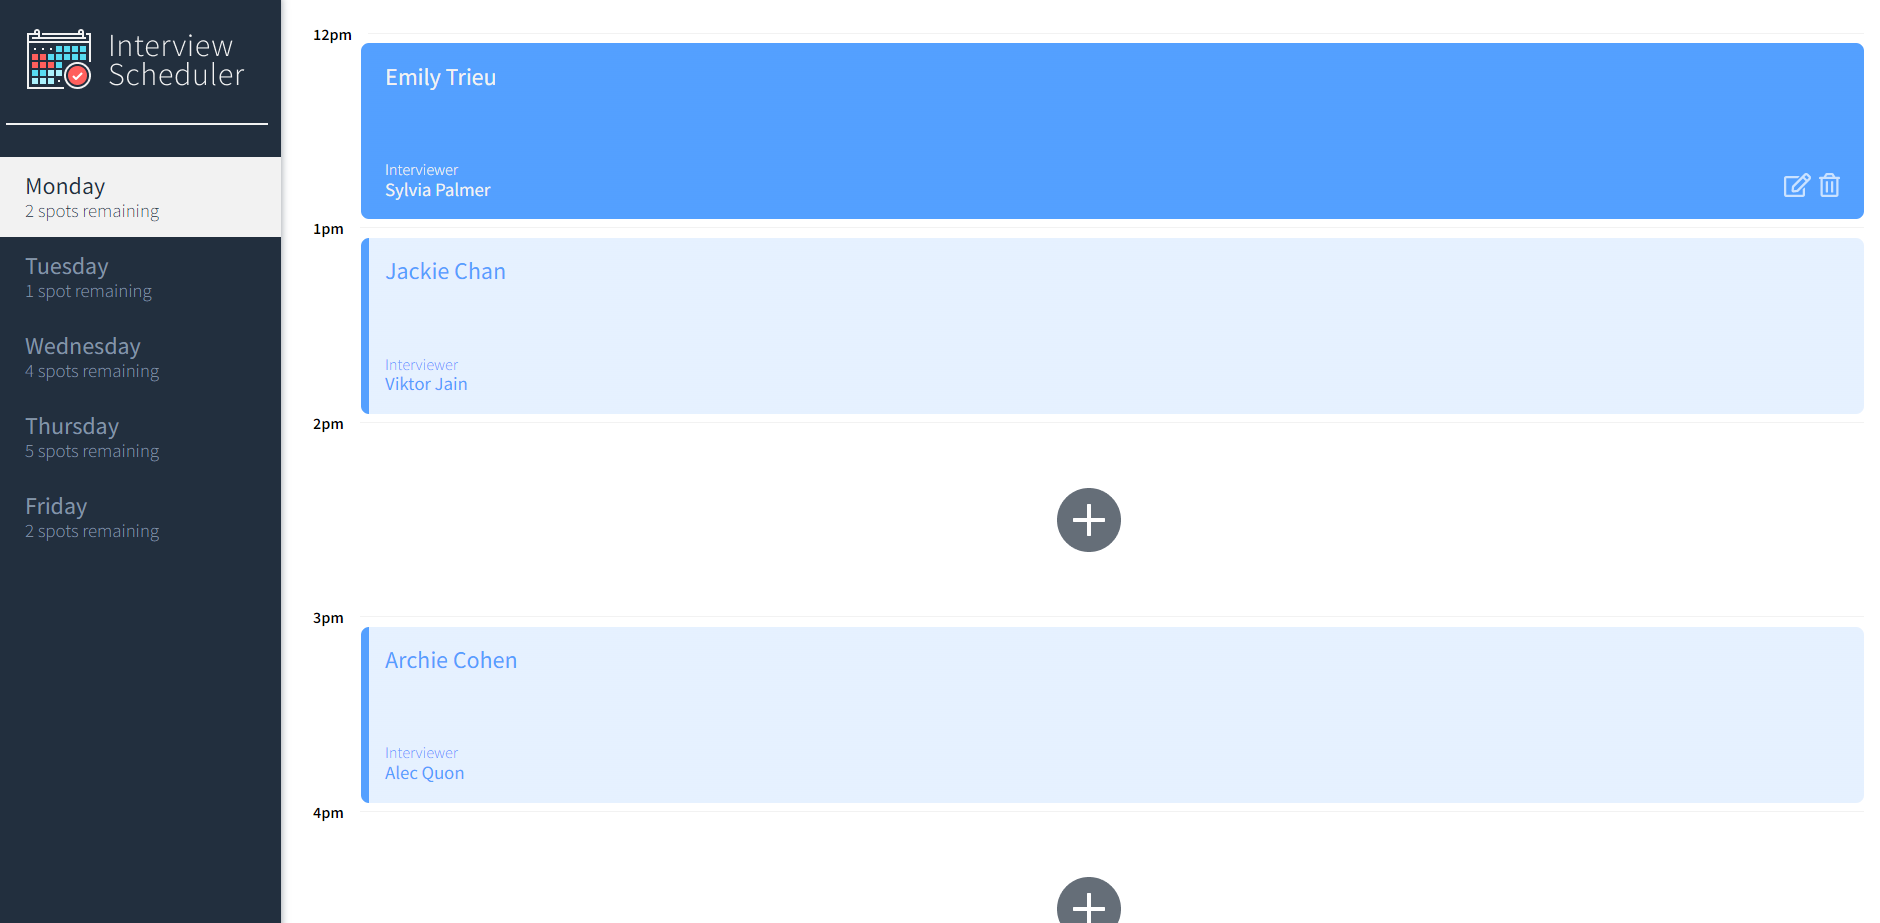 Interview
Scheduler
Monday
2 spots remaining
Tuesday
1 spot remaining
Wednesday
4 spots remaining
Thursday
5 spots remaining
Friday
2 spots remaining
12pm
Emily Trieu
Interviewer
Sylvia Palmer
1pm
Jackie Chan
Interviewer
Viktor Jain
2pm
3pm
Archie Cohen
Interviewer
Alec Quon
4pm